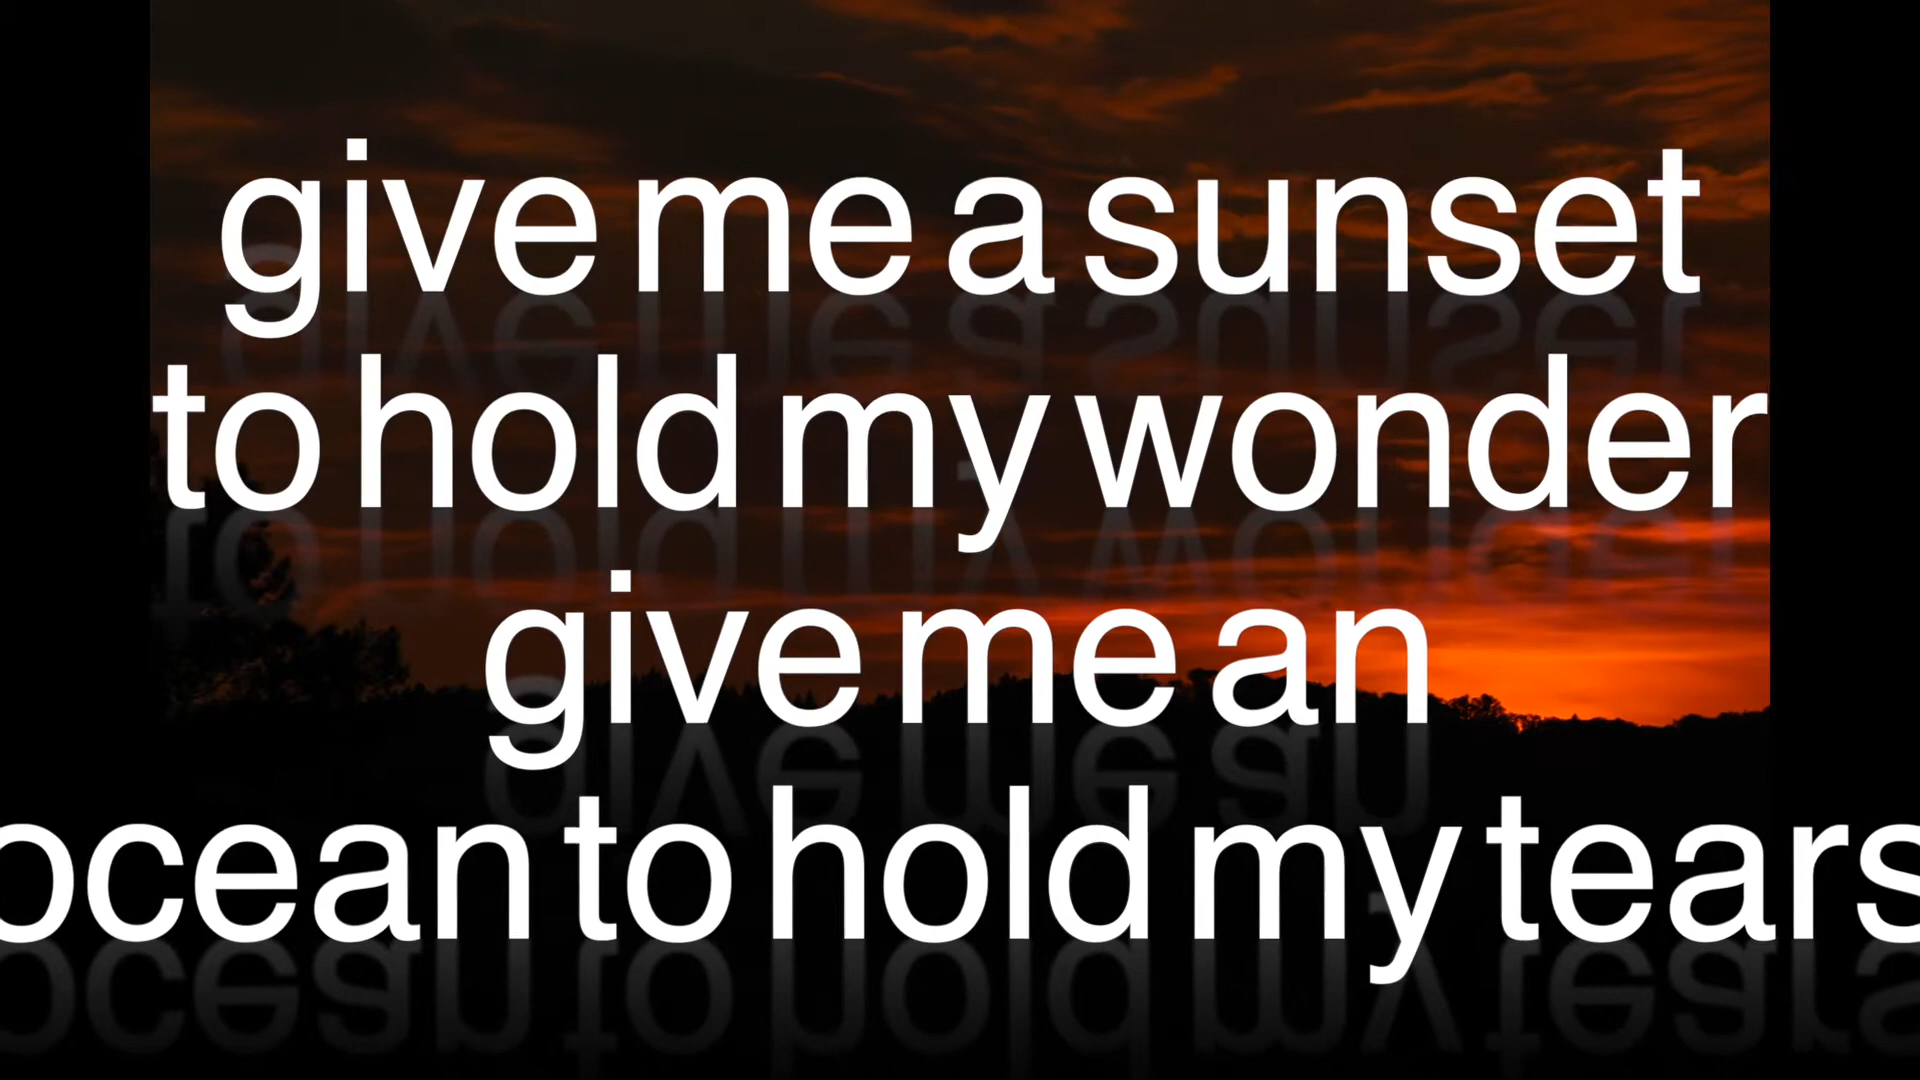 give me a sunset
to hold my wonder
give me an
ocean to hold my tears